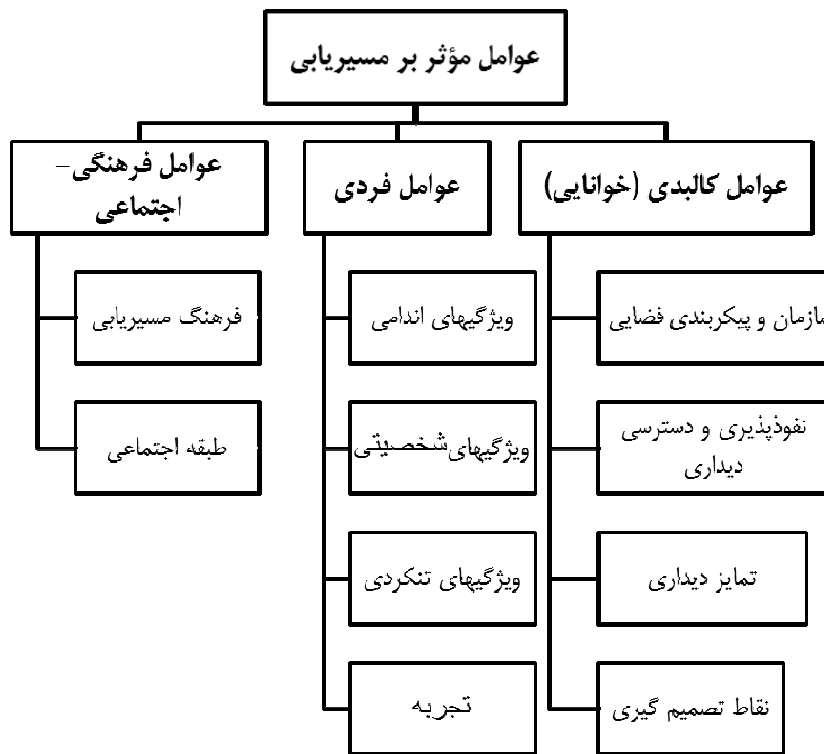 عوامل مؤثر بر مسیریابی
عوامل کالبدی (خوانایی)
عوامل فردی
عوامل فرهنگی-
اجتماعی
سازمان و پیکربندی فضایی
نفوذپذیری و دسترسی
دیداری
تمایز دیداری
نقاط تصمیم گیری
ویژگیهای اندامی
ویژگیهای شخصیتی
ویژگیهای تنکردی
تجربه
فرهنگ مسیریابی
طبقه اجتماعی